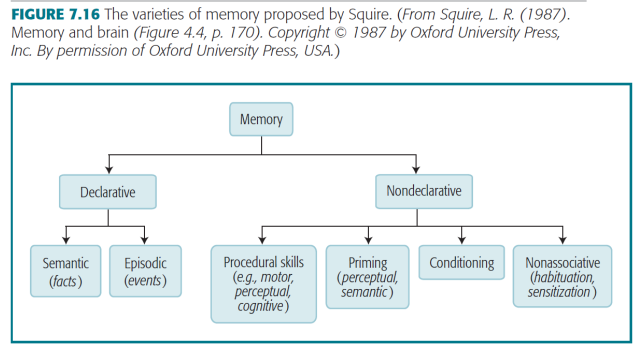 FIGURE 7.16 The varieties of memory proposed by Squire. (From Squire, L. R. (1987).
Memory and brain (Figure 4.4, p. 170). Copyright © 1987 by Oxford University Press,
Inc. By permission of Oxford University Press, USA.)
Memory
Declarative
Nondeclarative
Semantic
(facts)
Episodic
(events)
Procedural skills
(e.g., motor,
perceptual,
cognitive)
Priming
(perceptual,
semantic)
Conditioning
Nonassociative
(habituation,
sensitization)